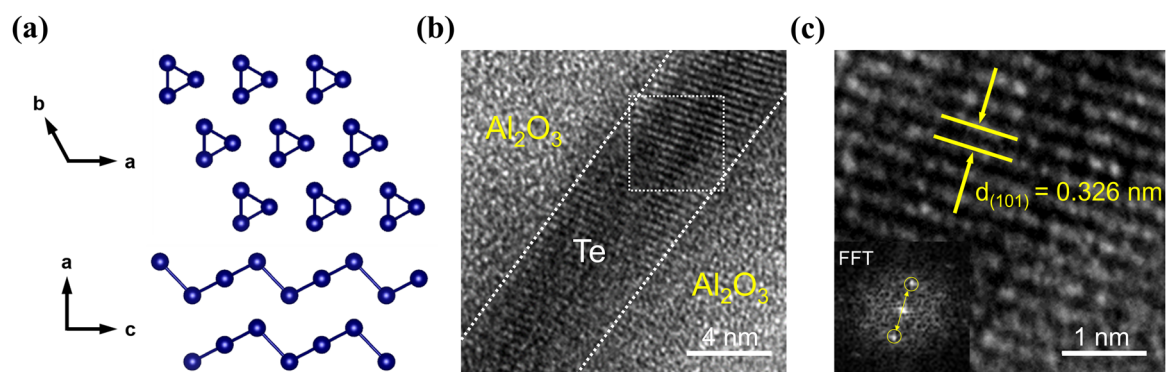 (a)
b
a
a
c
(b)
Al₂O₃
Te
Al₂O₃
4 nm
(c)
d₍₁₀₁₎ = 0.326 nm
FFT
1 nm